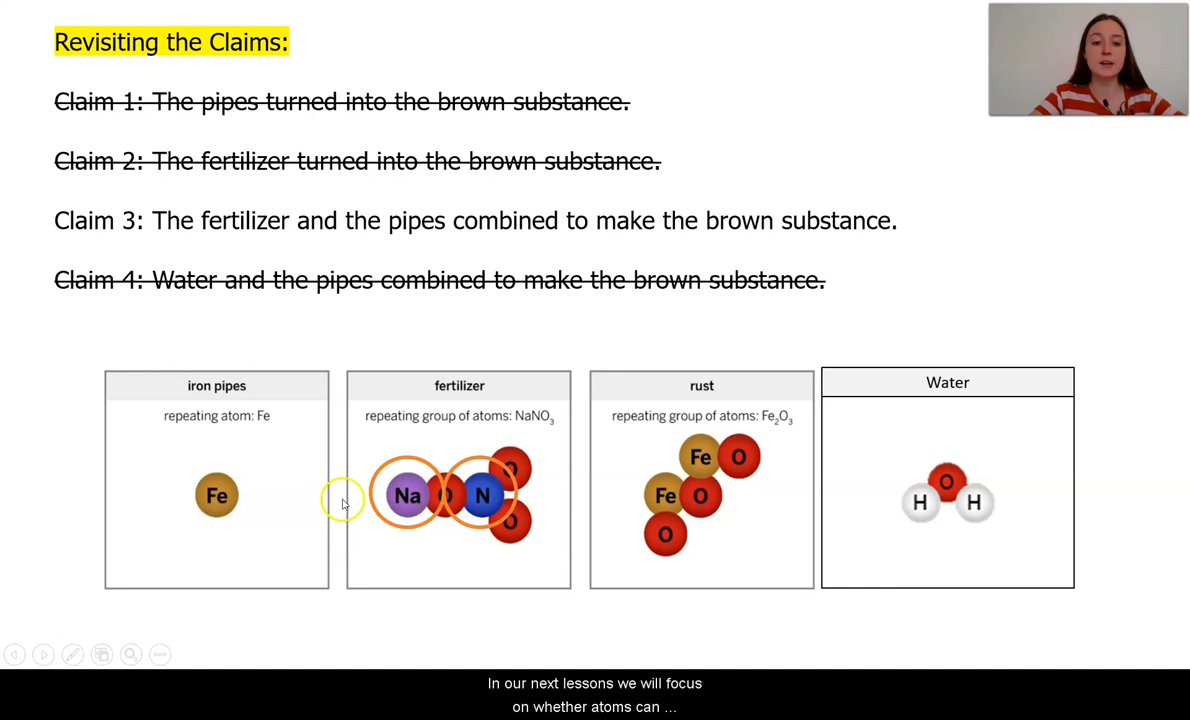 Revisiting the Claims:
Claim 1: The pipes turned into the brown substance.
Claim 2: The fertilizer turned into the brown substance.
Claim 3: The fertilizer and the pipes combined to make the brown substance.
Claim 4: Water and the pipes combined to make the brown substance.
iron pipes
repeating atom: Fe
Fe
fertilizer
repeating group of atoms: NaNO₃
O
Na O N
O
rust
repeating group of atoms: Fe₂O₃
Fe O
Fe O
O
Water
O
H H
In our next lessons we will focus
on whether atoms can ...